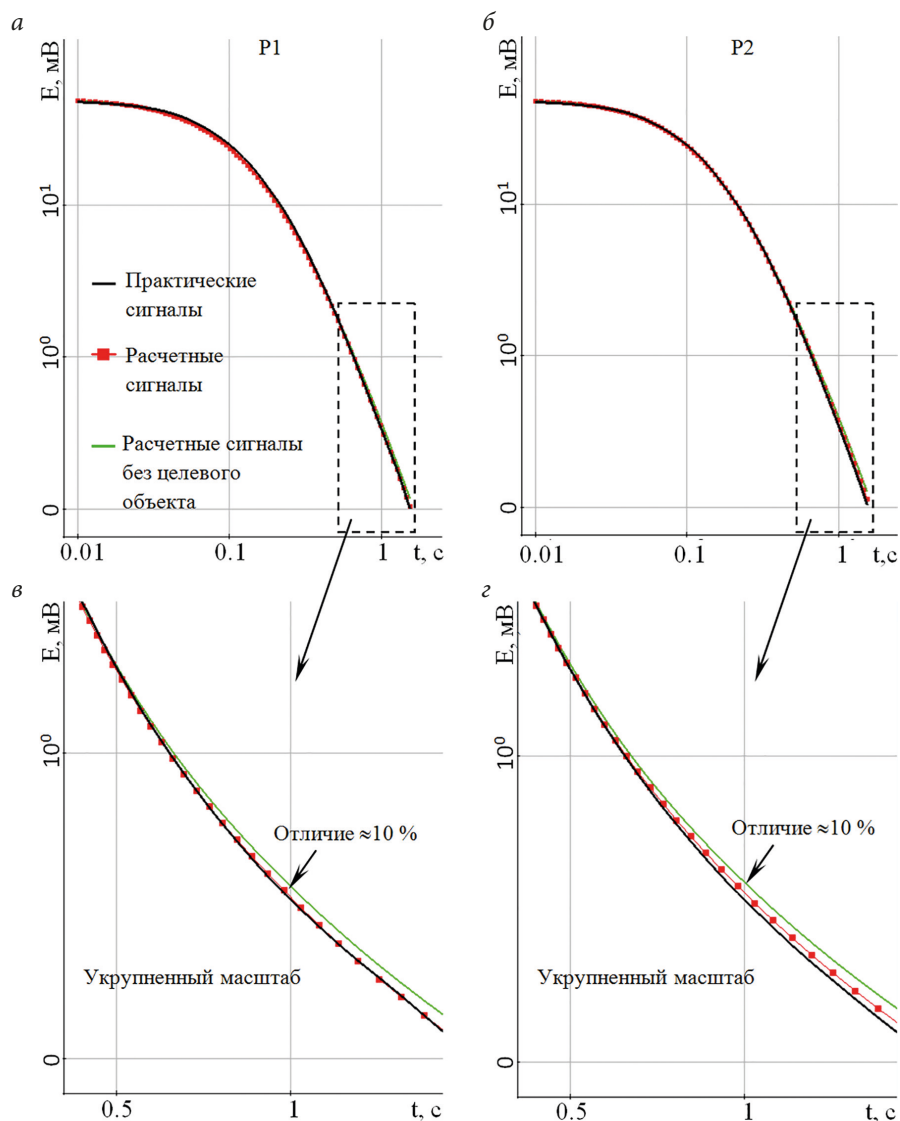 а
P1
E, мВ
10¹
10⁰
0
0.01
0.1
1
t, с
Практические
сигналы
Расчетные
сигналы
Расчетные сигналы
без целевого
объекта
б
P2
E, мВ
10¹
10⁰
0
0.01
0.1
1
t, с
в
E, мВ
10⁰
0
Отличие ≈10 %
Укрупненный масштаб
0.5
1
t, с
г
E, мВ
10⁰
0
Отличие ≈10 %
Укрупненный масштаб
0.5
1
t, с